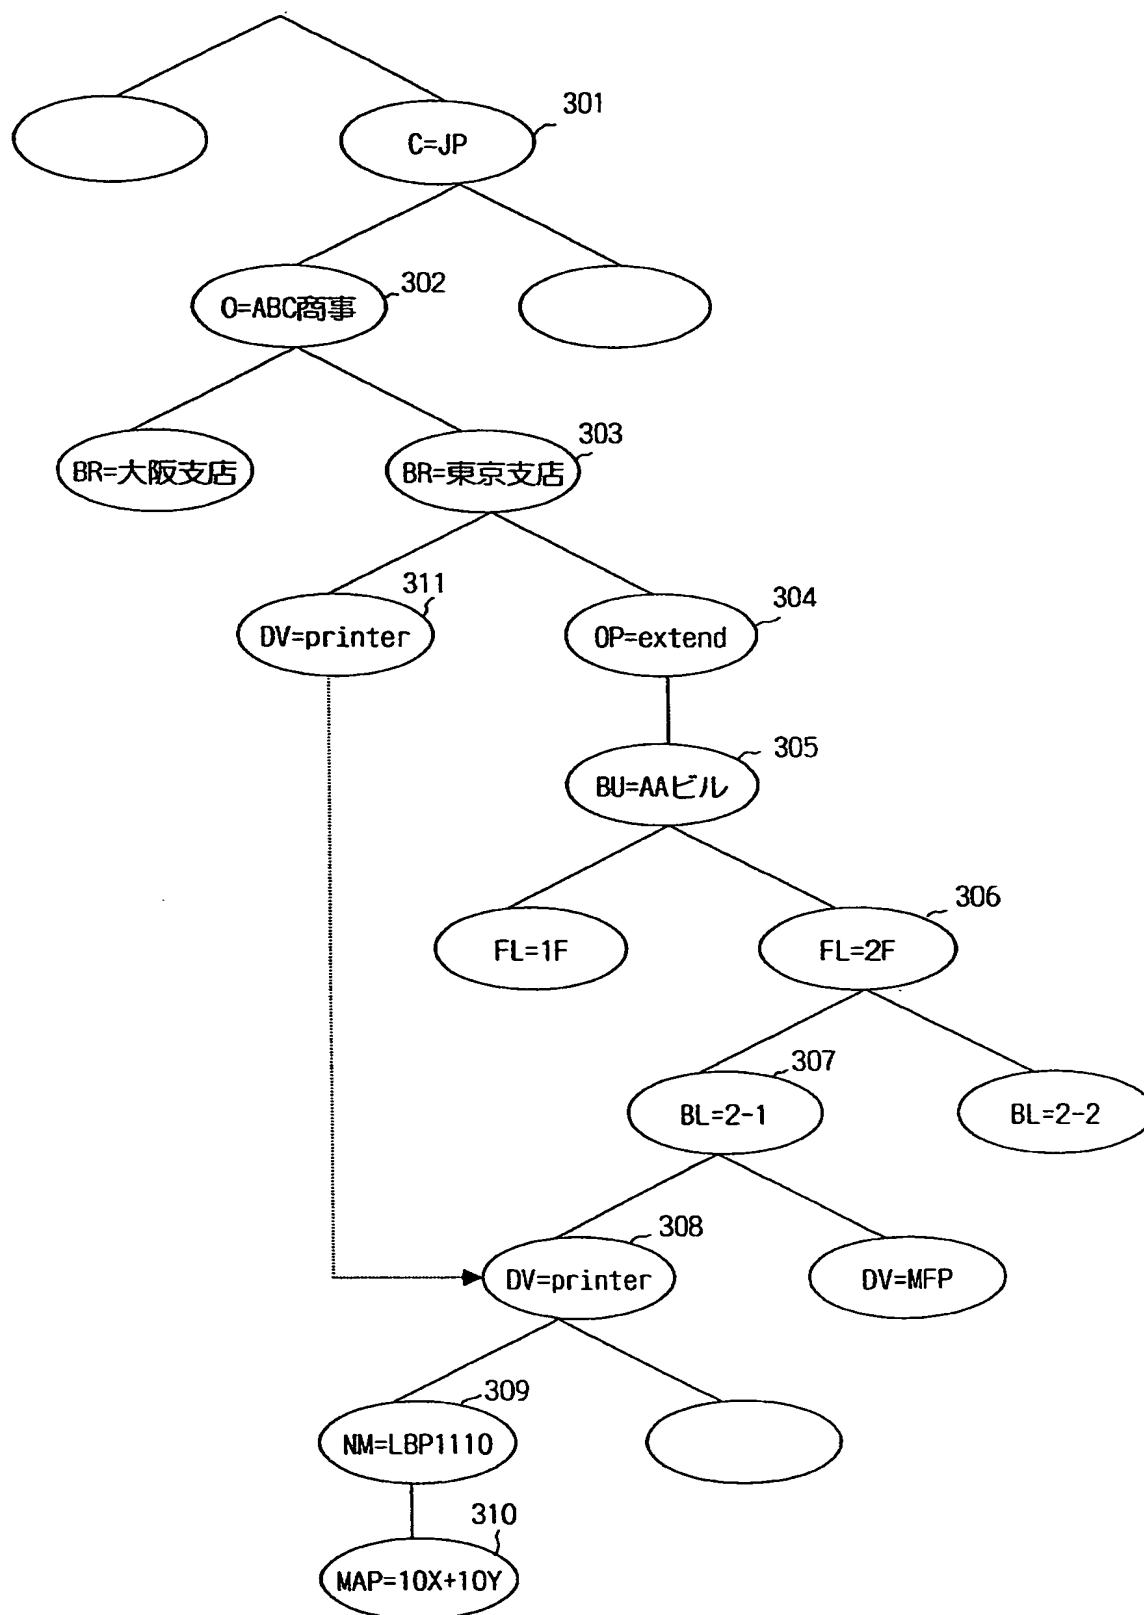 301
C=JP
302
O=ABC商事
303
BR=大阪支店
BR=東京支店
311
304
DV=printer
OP=extend
305
BU=AAビル
306
FL=1F
FL=2F
307
BL=2-1
BL=2-2
308
DV=printer
DV=MFP
309
NM=LBP1110
310
MAP=10X+10Y